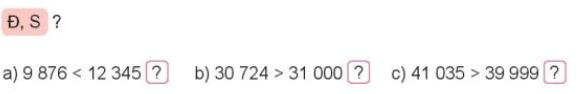 Đ, S ?
a) 9 876 < 12 345 ? b) 30 724 > 31 000 ? c) 41 035 > 39 999 ?